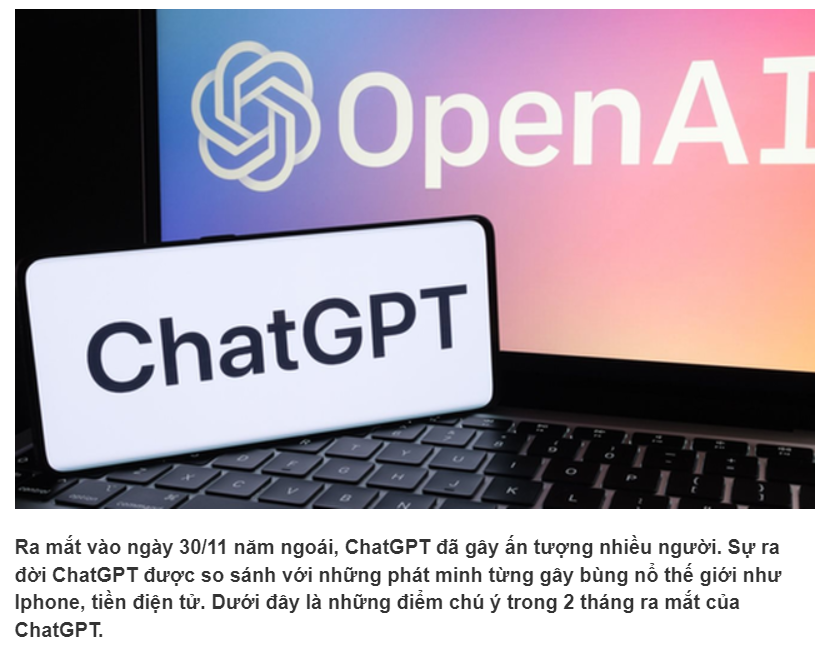 OpenAI
ChatGPT
Ra mắt vào ngày 30/11 năm ngoái, ChatGPT đã gây ấn tượng nhiều người. Sự ra
đời ChatGPT được so sánh với những phát minh từng gây bùng nổ thế giới như
Iphone, tiền điện tử. Dưới đây là những điểm chú ý trong 2 tháng ra mắt của
ChatGPT.